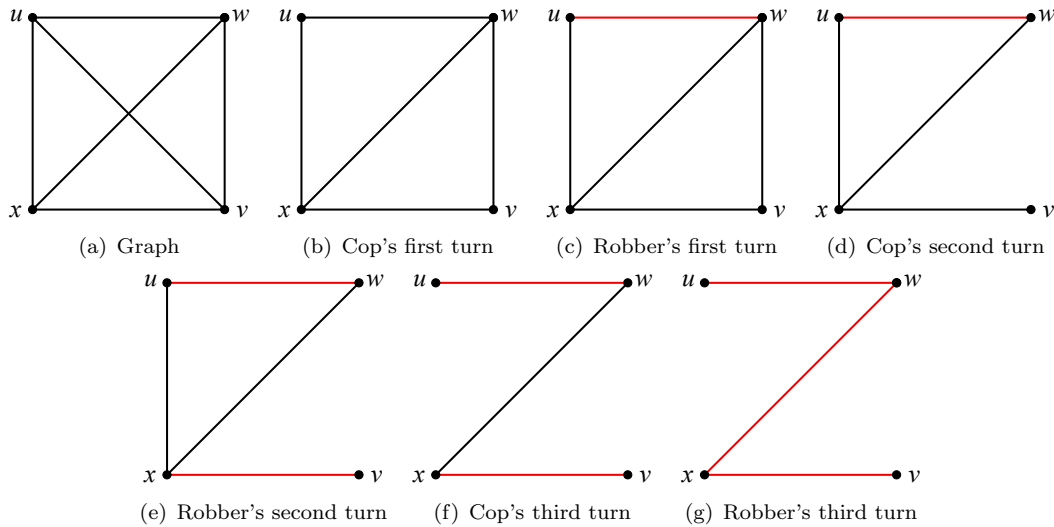 u w u w u w u w
x v x v x v x v
(a) Graph (b) Cop's first turn (c) Robber's first turn (d) Cop's second turn
u w u w u w
x v x v x v
(e) Robber's second turn (f) Cop's third turn (g) Robber's third turn